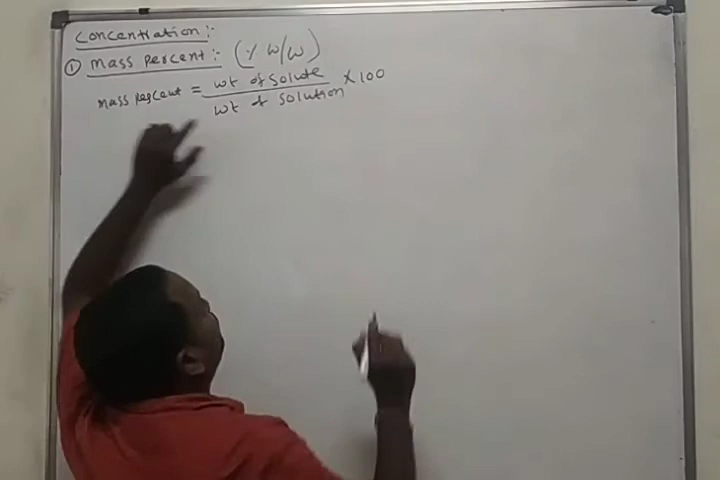 Concentration :-
① Mass percent :- (% w/w)
Mass percent = wt of solute / wt of solution × 100